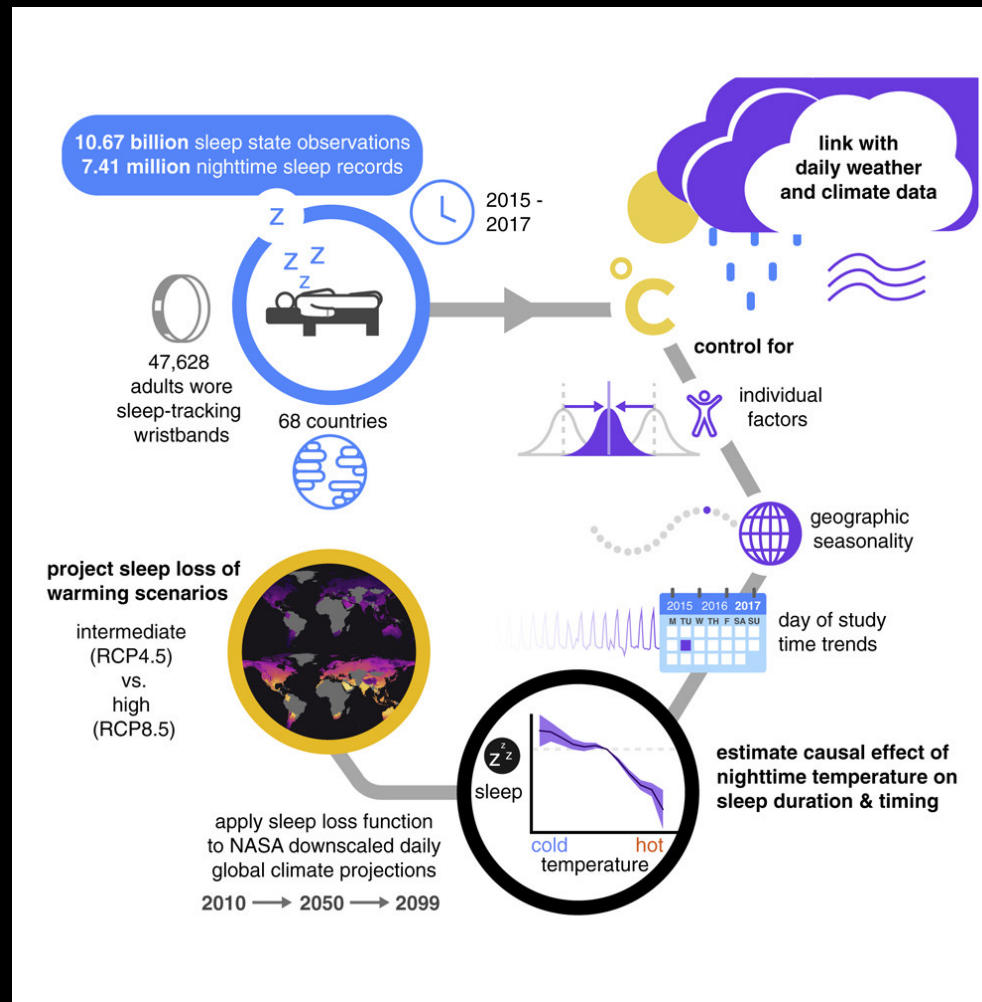 10.67 billion sleep state observations
7.41 million nighttime sleep records
z
z
z
z
2015 -
2017
47,628
adults wore
sleep-tracking
wristbands
68 countries
link with
daily weather
and climate data
°C
control for
individual
factors
geographic
seasonality
2015 2016 2017
M TU W TH F SA SU
day of study
time trends
estimate causal effect of
nighttime temperature on
sleep duration & timing
z z z
sleep
cold hot
temperature
apply sleep loss function
to NASA downscaled daily
global climate projections
2010 → 2050 → 2099
project sleep loss of
warming scenarios
intermediate
(RCP4.5)
vs.
high
(RCP8.5)